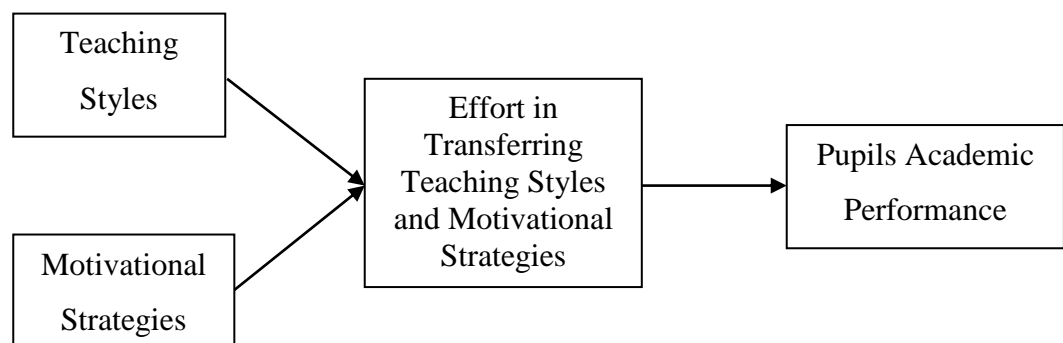 Teaching
Styles
Effort in
Transferring
Teaching Styles
and Motivational
Strategies
Pupils Academic
Performance
Motivational
Strategies